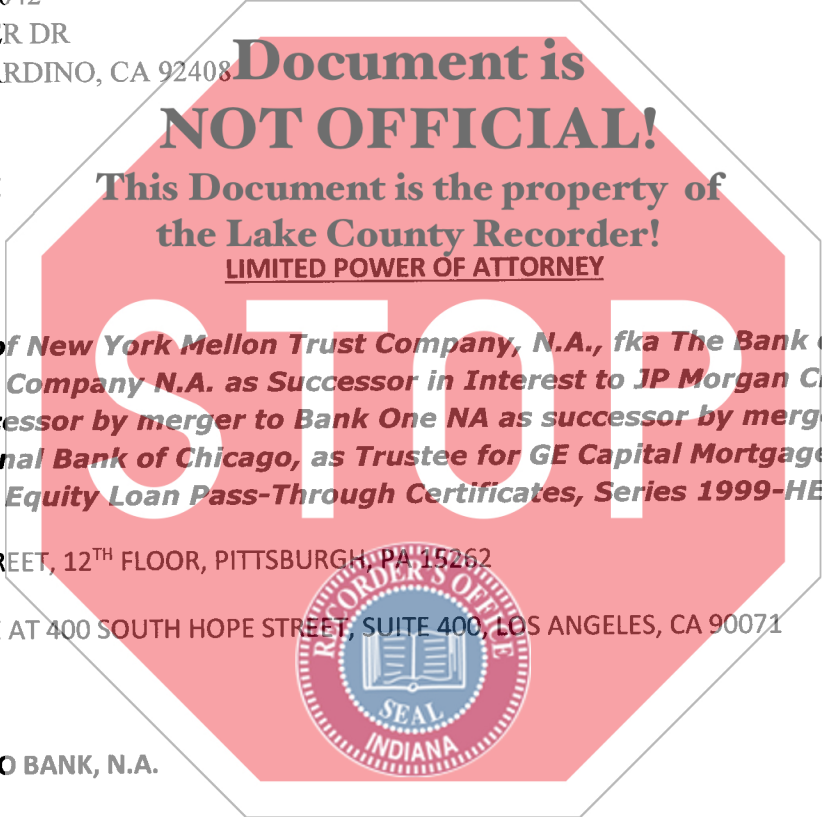 ER DR
RDINO, CA 92408
Document is
NOT OFFICIAL!
This Document is the property of
the Lake County Recorder!
LIMITED POWER OF ATTORNEY
STOP
of New York Mellon Trust Company, N.A., fka The Bank
Company N.A. as Successor in Interest to JP Morgan C
essor by merger to Bank One NA as successor by merg
nal Bank of Chicago, as Trustee for GE Capital Mortgage
Equity Loan Pass-Through Certificates, Series 1999-HE
REET, 12TH FLOOR, PITTSBURGH, PA 15262
AT 400 SOUTH HOPE STREET, SUITE 400, LOS ANGELES, CA 90071
RECORDER'S OFFICE
SEAL
INDIANA
O BANK, N.A.